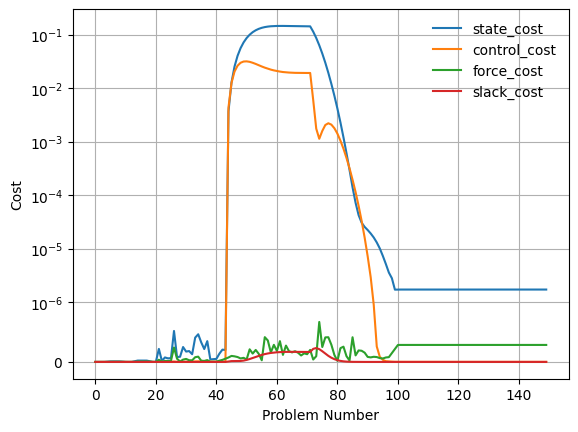 state_cost
control_cost
force_cost
slack_cost
10⁻¹
10⁻²
10⁻³
10⁻⁴
10⁻⁵
10⁻⁶
0
Cost
0 20 40 60 80 100 120 140
Problem Number